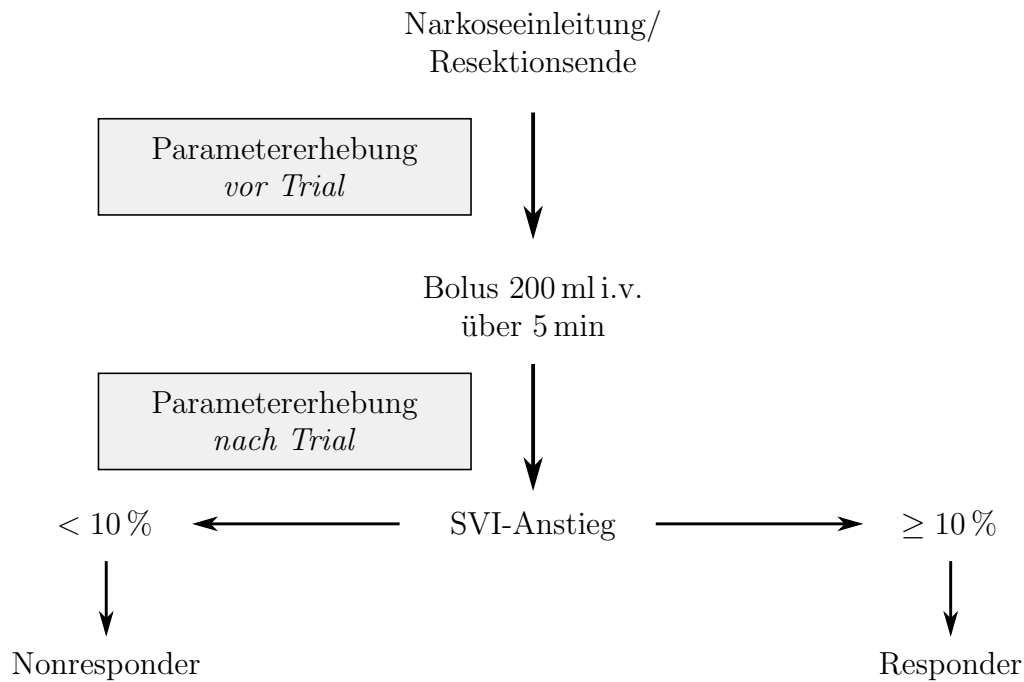 Narkoseeinleitung/
Resektionsende
Parametererhebung
vor Trial
Bolus 200 ml i.v.
über 5 min
Parametererhebung
nach Trial
< 10 %
SVI-Anstieg
≥ 10 %
Nonresponder
Responder